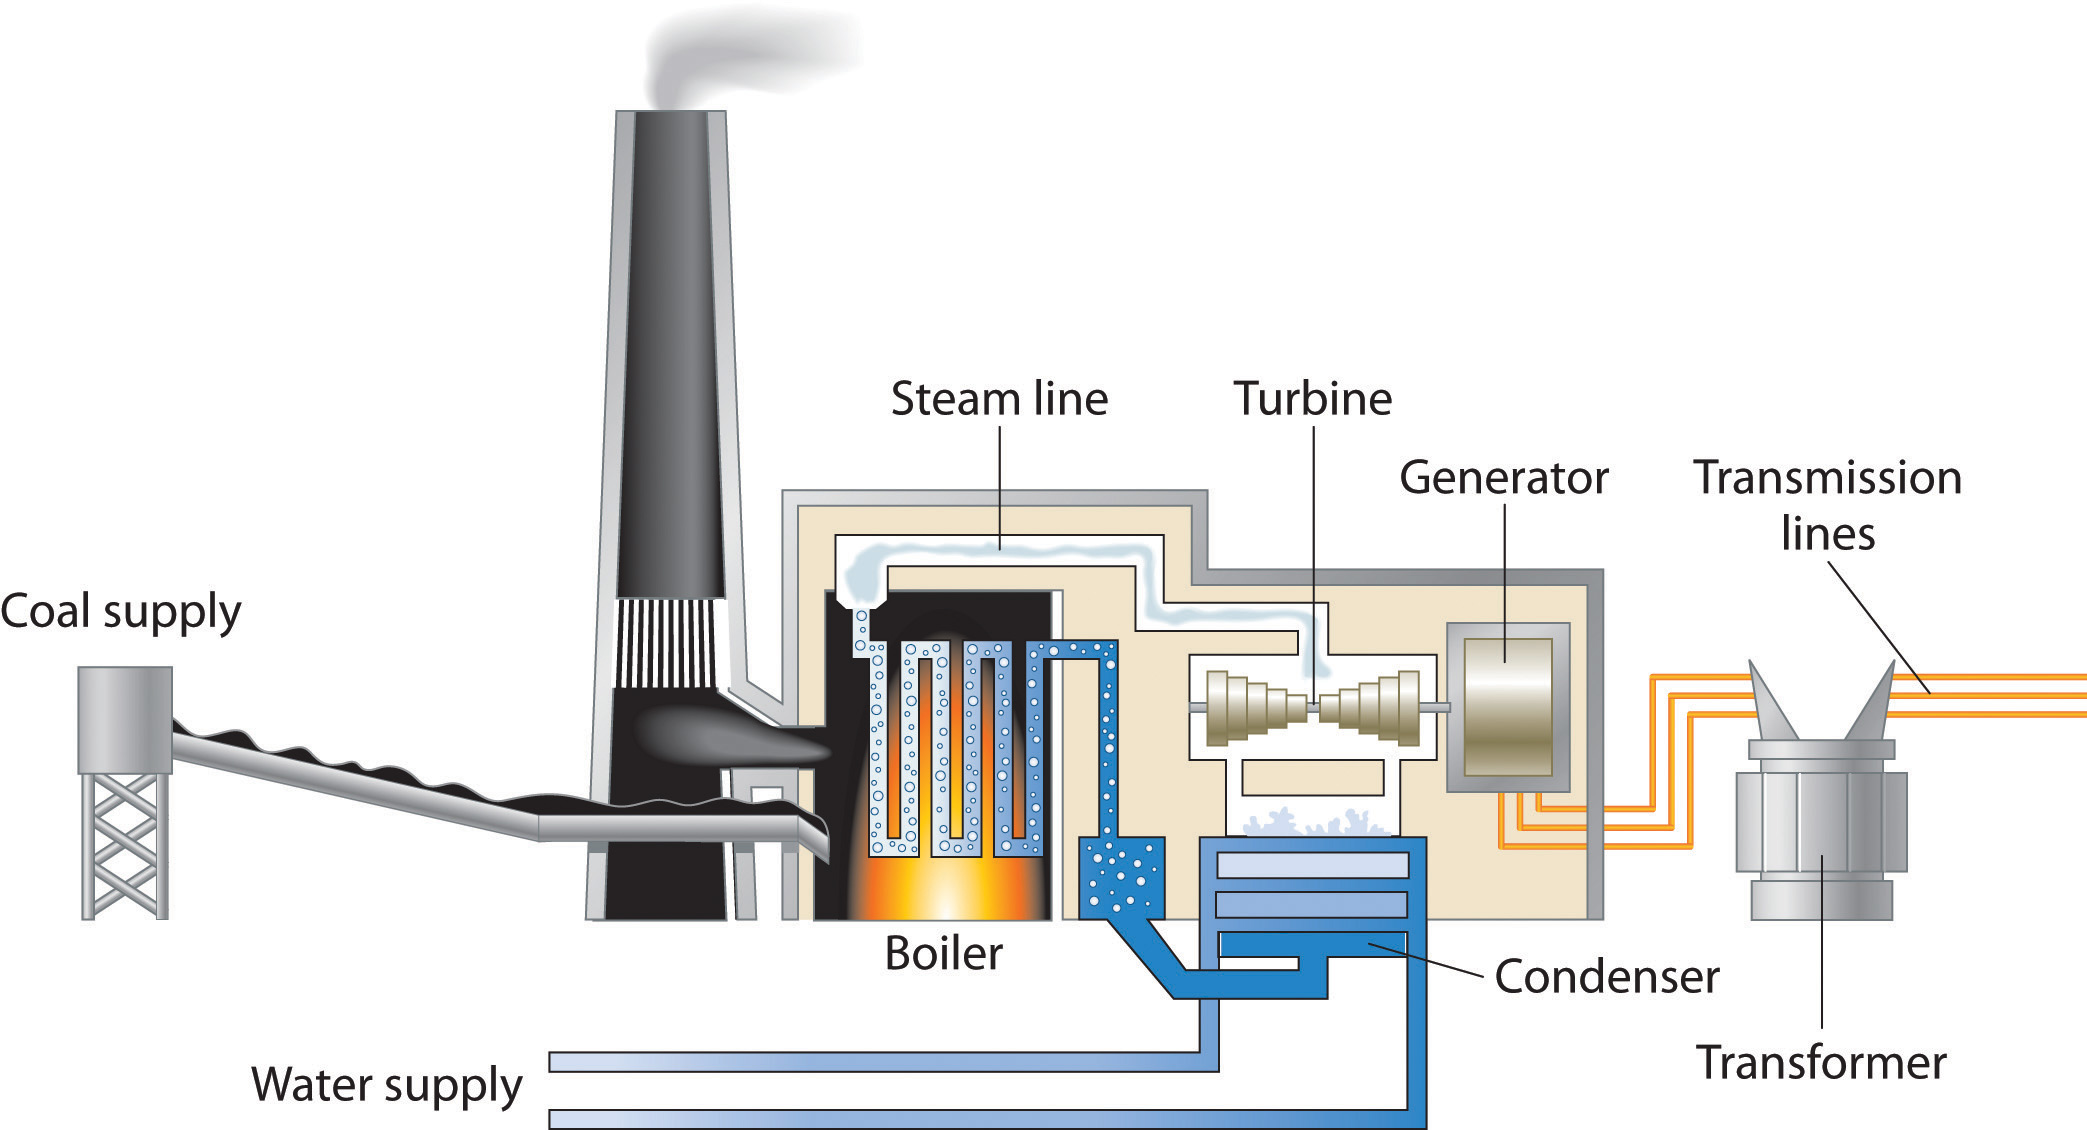 Steam line
Turbine
Generator
Transmission
lines
Coal supply
Boiler
Condenser
Transformer
Water supply